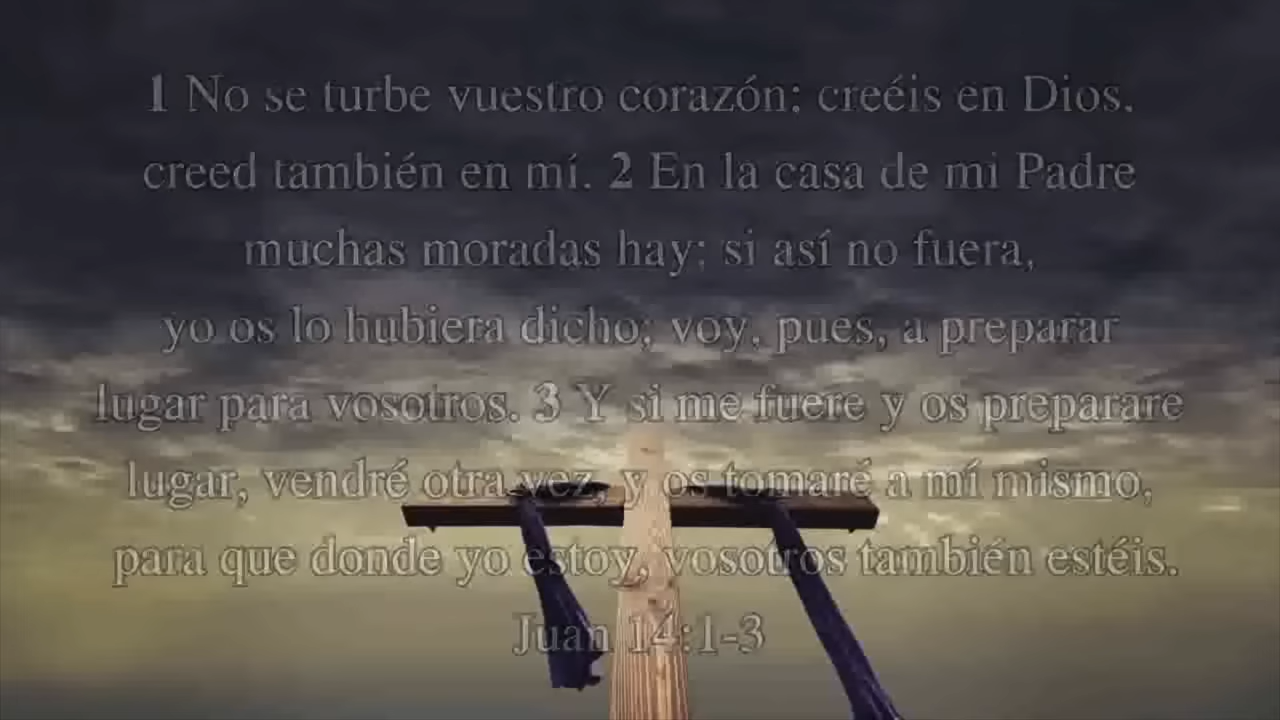 1 No se turbe vuestro corazón; creéis en Dios,
creed también en mí. 2 En la casa de mi Padre
muchas moradas hay; si así no fuera,
yo os lo hubiera dicho; voy, pues, a preparar
lugar para vosotros. 3 Y si me fuere y os preparare
lugar, vendré otra vez, y os tomaré a mí mismo,
para que donde yo estoy, vosotros también estéis.
Juan 14:1-3